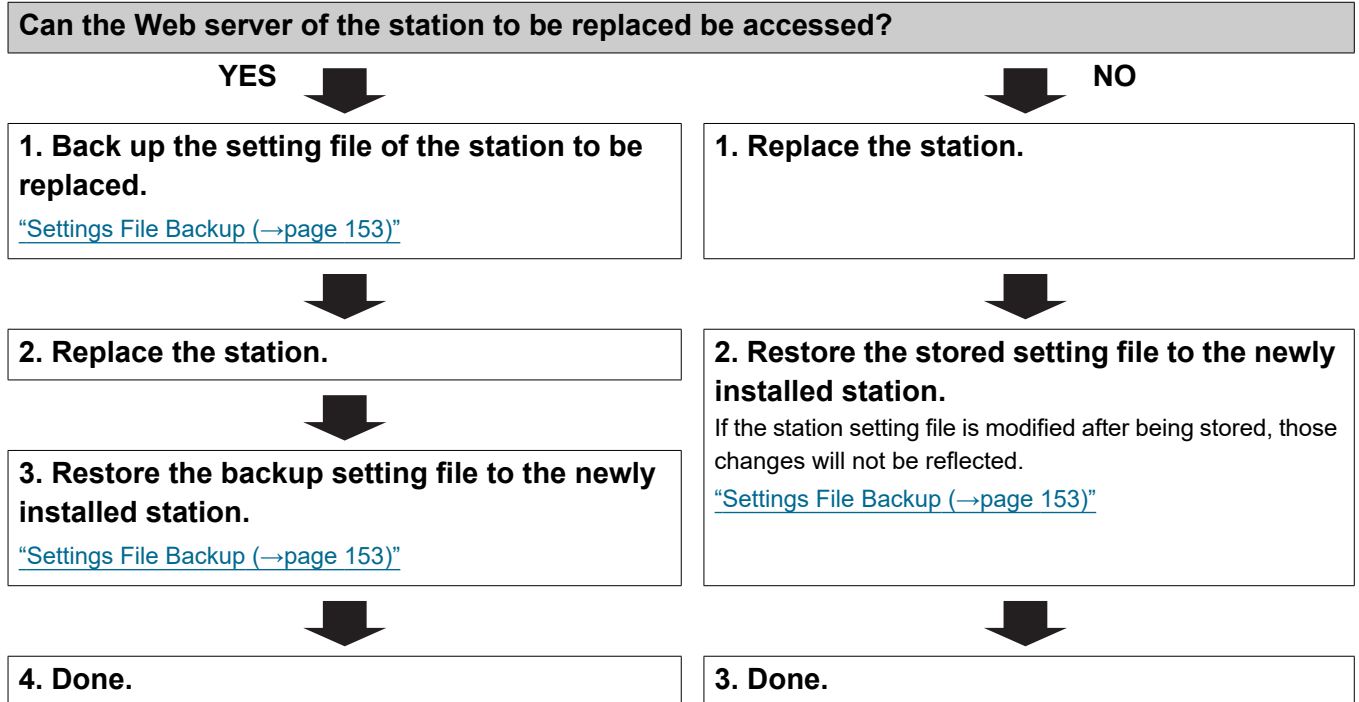 Can the Web server of the station to be replaced be accessed?
YES
NO
1. Back up the setting file of the station to be
replaced.
“Settings File Backup (→page 153)”
2. Replace the station.
3. Restore the backup setting file to the newly
installed station.
“Settings File Backup (→page 153)”
4. Done.
1. Replace the station.
2. Restore the stored setting file to the newly
installed station.
If the station setting file is modified after being stored, those
changes will not be reflected.
“Settings File Backup (→page 153)”
3. Done.